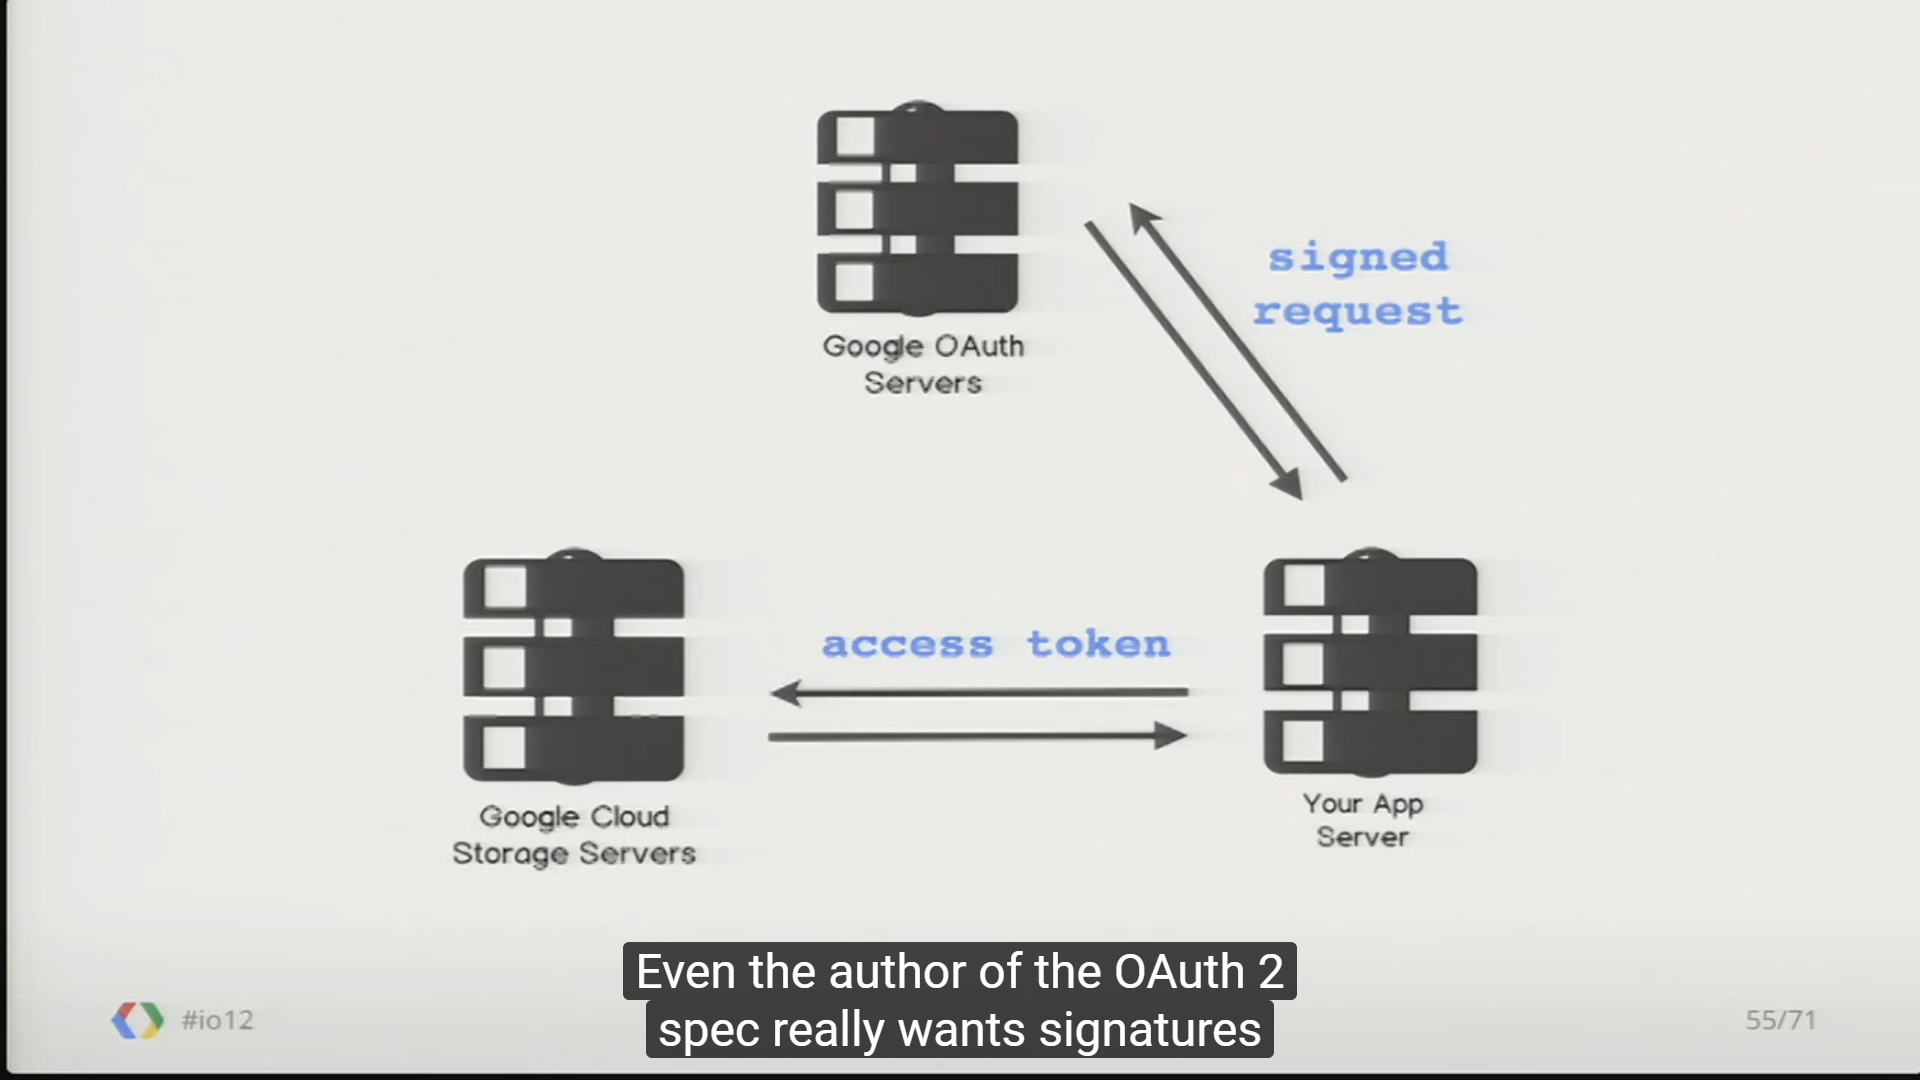 signed
request
Google OAuth
Servers
access token
Google Cloud
Storage Servers
Your App
Server
Even the author of the OAuth 2
spec really wants signatures
#io12
55/71